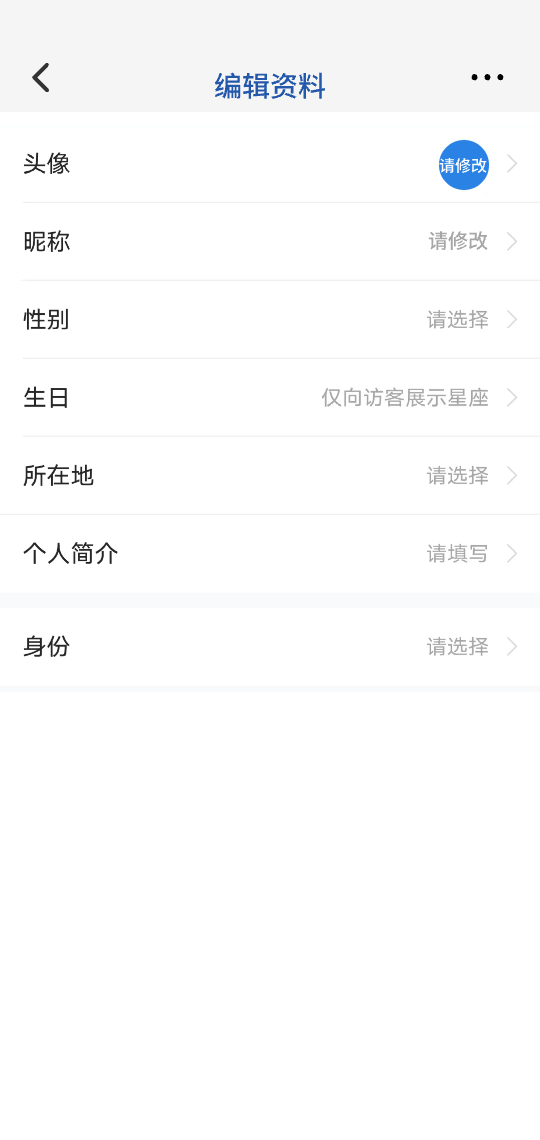 编辑资料
头像 请修改
昵称 请修改
性别 请选择
生日 仅向访客展示星座
所在地 请选择
个人简介 请填写
身份 请选择